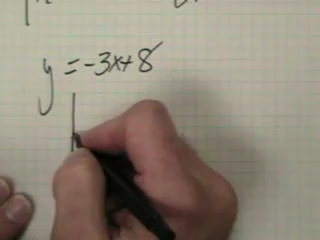 y = -3x+8